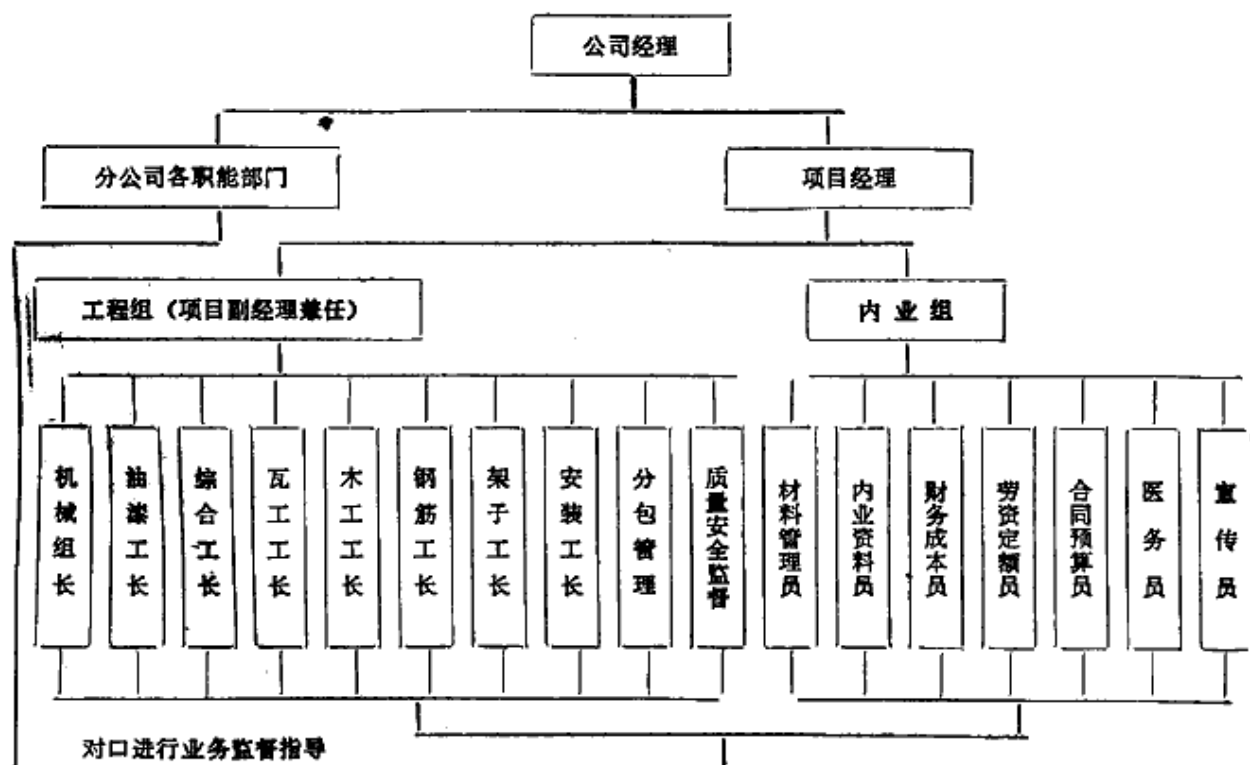 公司经理
分公司各职能部门
项目经理
工程组（项目副经理兼任）
内业组
机械组长
油漆工长
综合工长
瓦工工长
木工工长
钢筋工长
架子工长
安装工长
分包管理
质量安全监督
材料管理员
内业资料员
财务成本员
劳资定额员
合同预算员
医务员
宣传员
对口进行业务监督指导